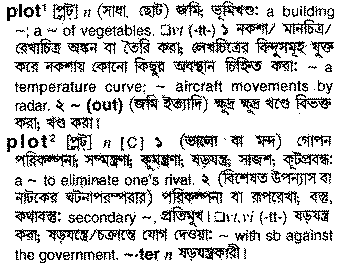 plot¹ [প্লট্] n (সাধা. ছোট) জমি, ভূমিখণ্ড: a building
~; a ~ of vegetables. □vt (-tt-) ১ নকশা/ মানচিত্র/
রেখাচিত্র অঙ্কন বা তৈরি করা; লেখচিত্রের বিন্দুসমূহ যুক্ত
করে নকশায় কোনো কিছুর অবস্থান চিহ্নিত করা: ~ a
temperature curve; ~ aircraft movements by
radar. ২ ~ (out) (জমি ইত্যাদি) ক্ষুদ্র ক্ষুদ্র খণ্ডে বিভক্ত
করা; খণ্ড করা।
plot² [প্লট্] n [C] ১ (ভালো বা মন্দ) গোপন
পরিকল্পনা, সম্মন্ত্রণা, কুমন্ত্রণা, ষড়যন্ত্র, সাজশ, কূটপ্রবন্ধ:
a ~ to eliminate one's rival. ২ (বিশেষত উপন্যাস বা
নাটকের ঘটনাপরম্পরার) পরিকল্পনা বা রূপরেখা, বস্তু,
কথাবস্তু: secondary ~, প্রতিমুখ। □vt,vi (-tt-) ষড়যন্ত্র
করা; ষড়যন্ত্রে/চক্রান্তে যোগ দেওয়া: ~ with sb against
the government. ~·ter n ষড়যন্ত্রকারী।